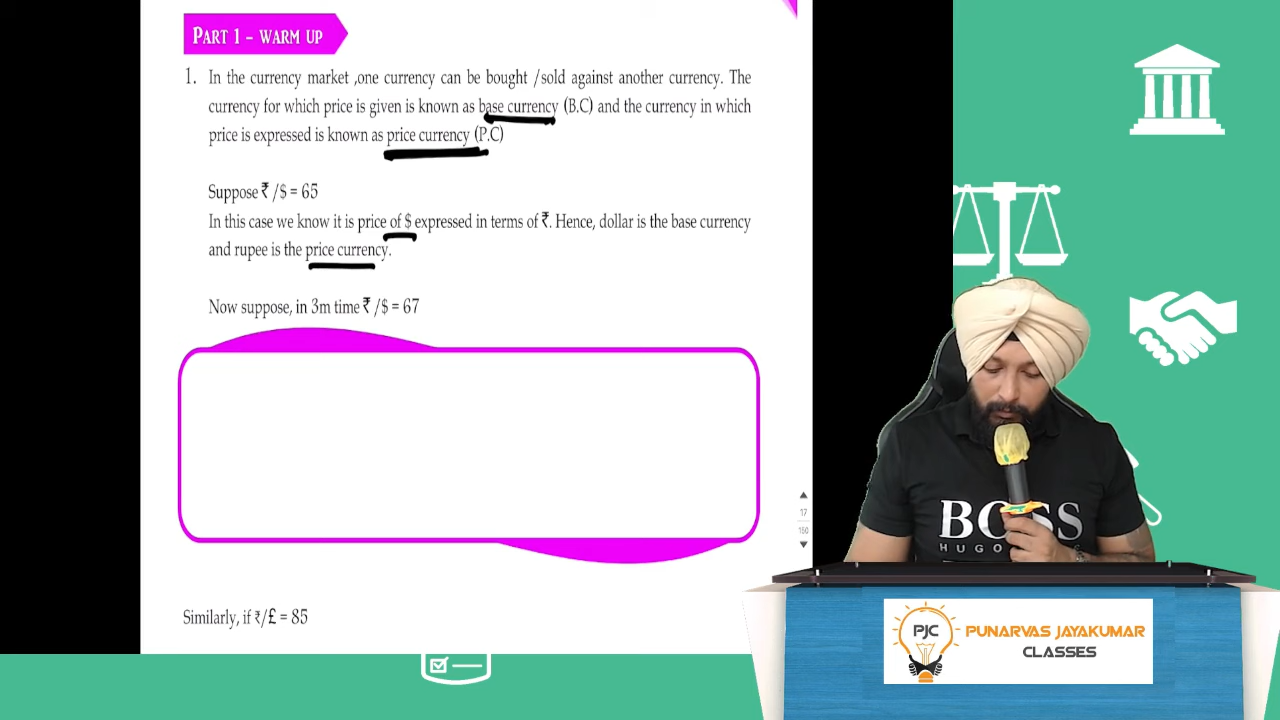 PART 1 – WARM UP
1. In the currency market ,one currency can be bought /sold against another currency. The
currency for which price is given is known as base currency (B.C) and the currency in which
price is expressed is known as price currency (P.C)
Suppose ₹ /$ = 65
In this case we know it is price of $ expressed in terms of ₹. Hence, dollar is the base currency
and rupee is the price currency.
Now suppose, in 3m time ₹ /$ = 67
17
150
Similarly, if ₹/£ = 85
BOSS
HUGO
PJC
PUNARVAS JAYAKUMAR
CLASSES